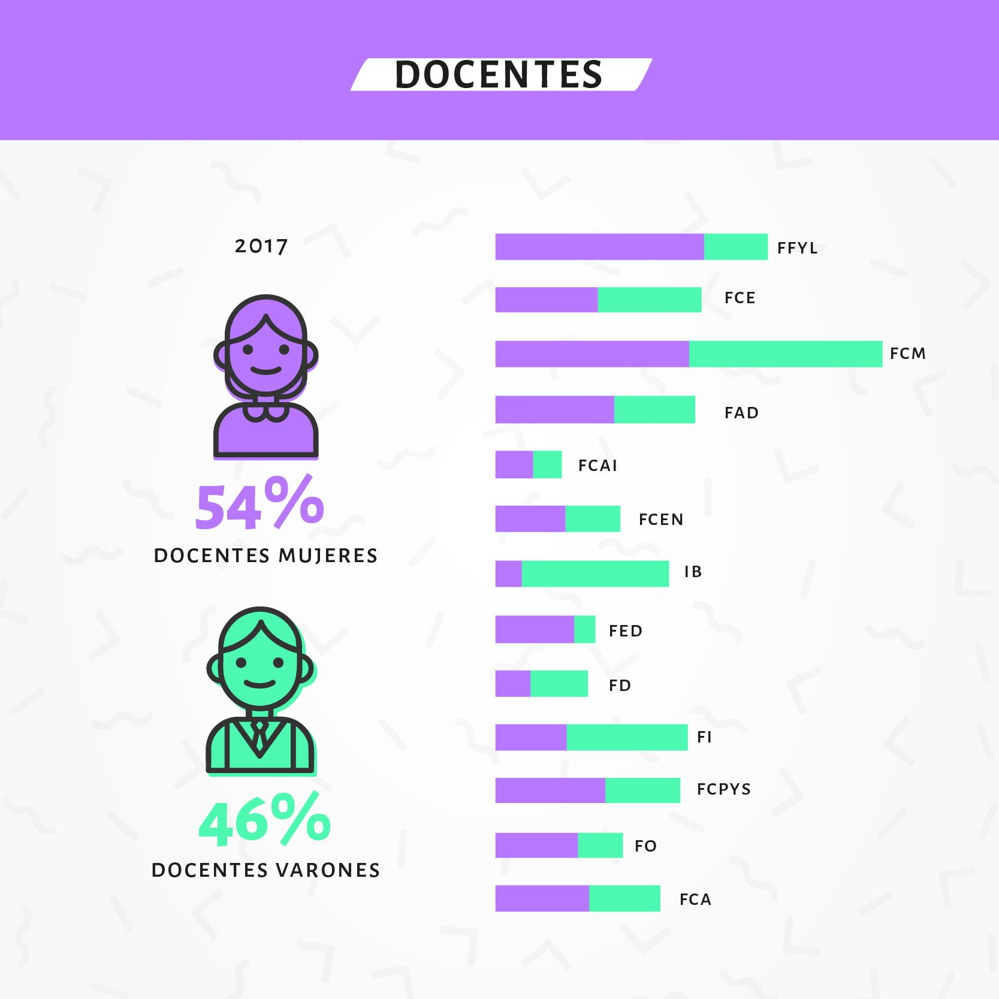 DOCENTES
2017
54%
DOCENTES MUJERES
46%
DOCENTES VARONES
FFYL
FCE
FCM
FAD
FCAI
FCEN
IB
FED
FD
FI
FCPYS
FO
FCA